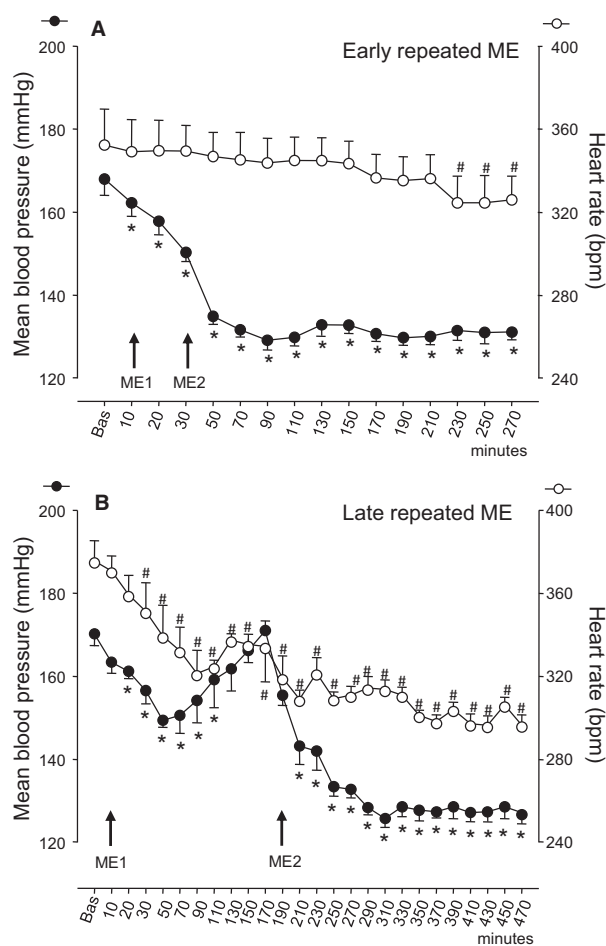 A
Early repeated ME
Mean blood pressure (mmHg)
200
180
160
140
120
Heart rate (bpm)
400
360
320
280
240
# # #
* * * * * * * * * * * * * * *
ME1 ME2
Bas 10 20 30 50 70 90 110 130 150 170 190 210 230 250 270
minutes
B
Late repeated ME
Mean blood pressure (mmHg)
200
180
160
140
120
Heart rate (bpm)
400
360
320
280
240
# # # # # # # # # # # # # # # # # # # # # #
* * * * * * * * * * * * * * * * * * * *
ME1 ME2
Bas 10 20 30 50 70 90 110 130 150 170 190 210 230 250 270 290 310 330 350 370 390 410 430 450 470
minutes